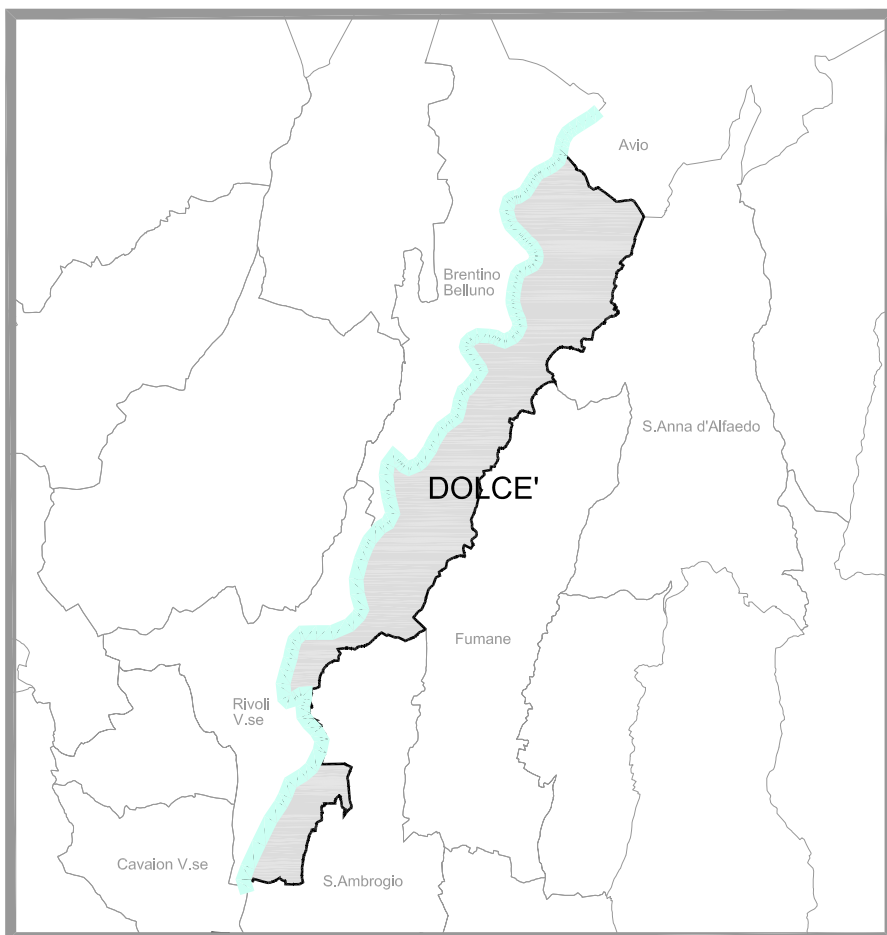 Avio
Brentino
Belluno
S.Anna d'Alfaedo
DOLCE'
Fumane
Rivoli
V.se
Cavaion V.se
S.Ambrogio